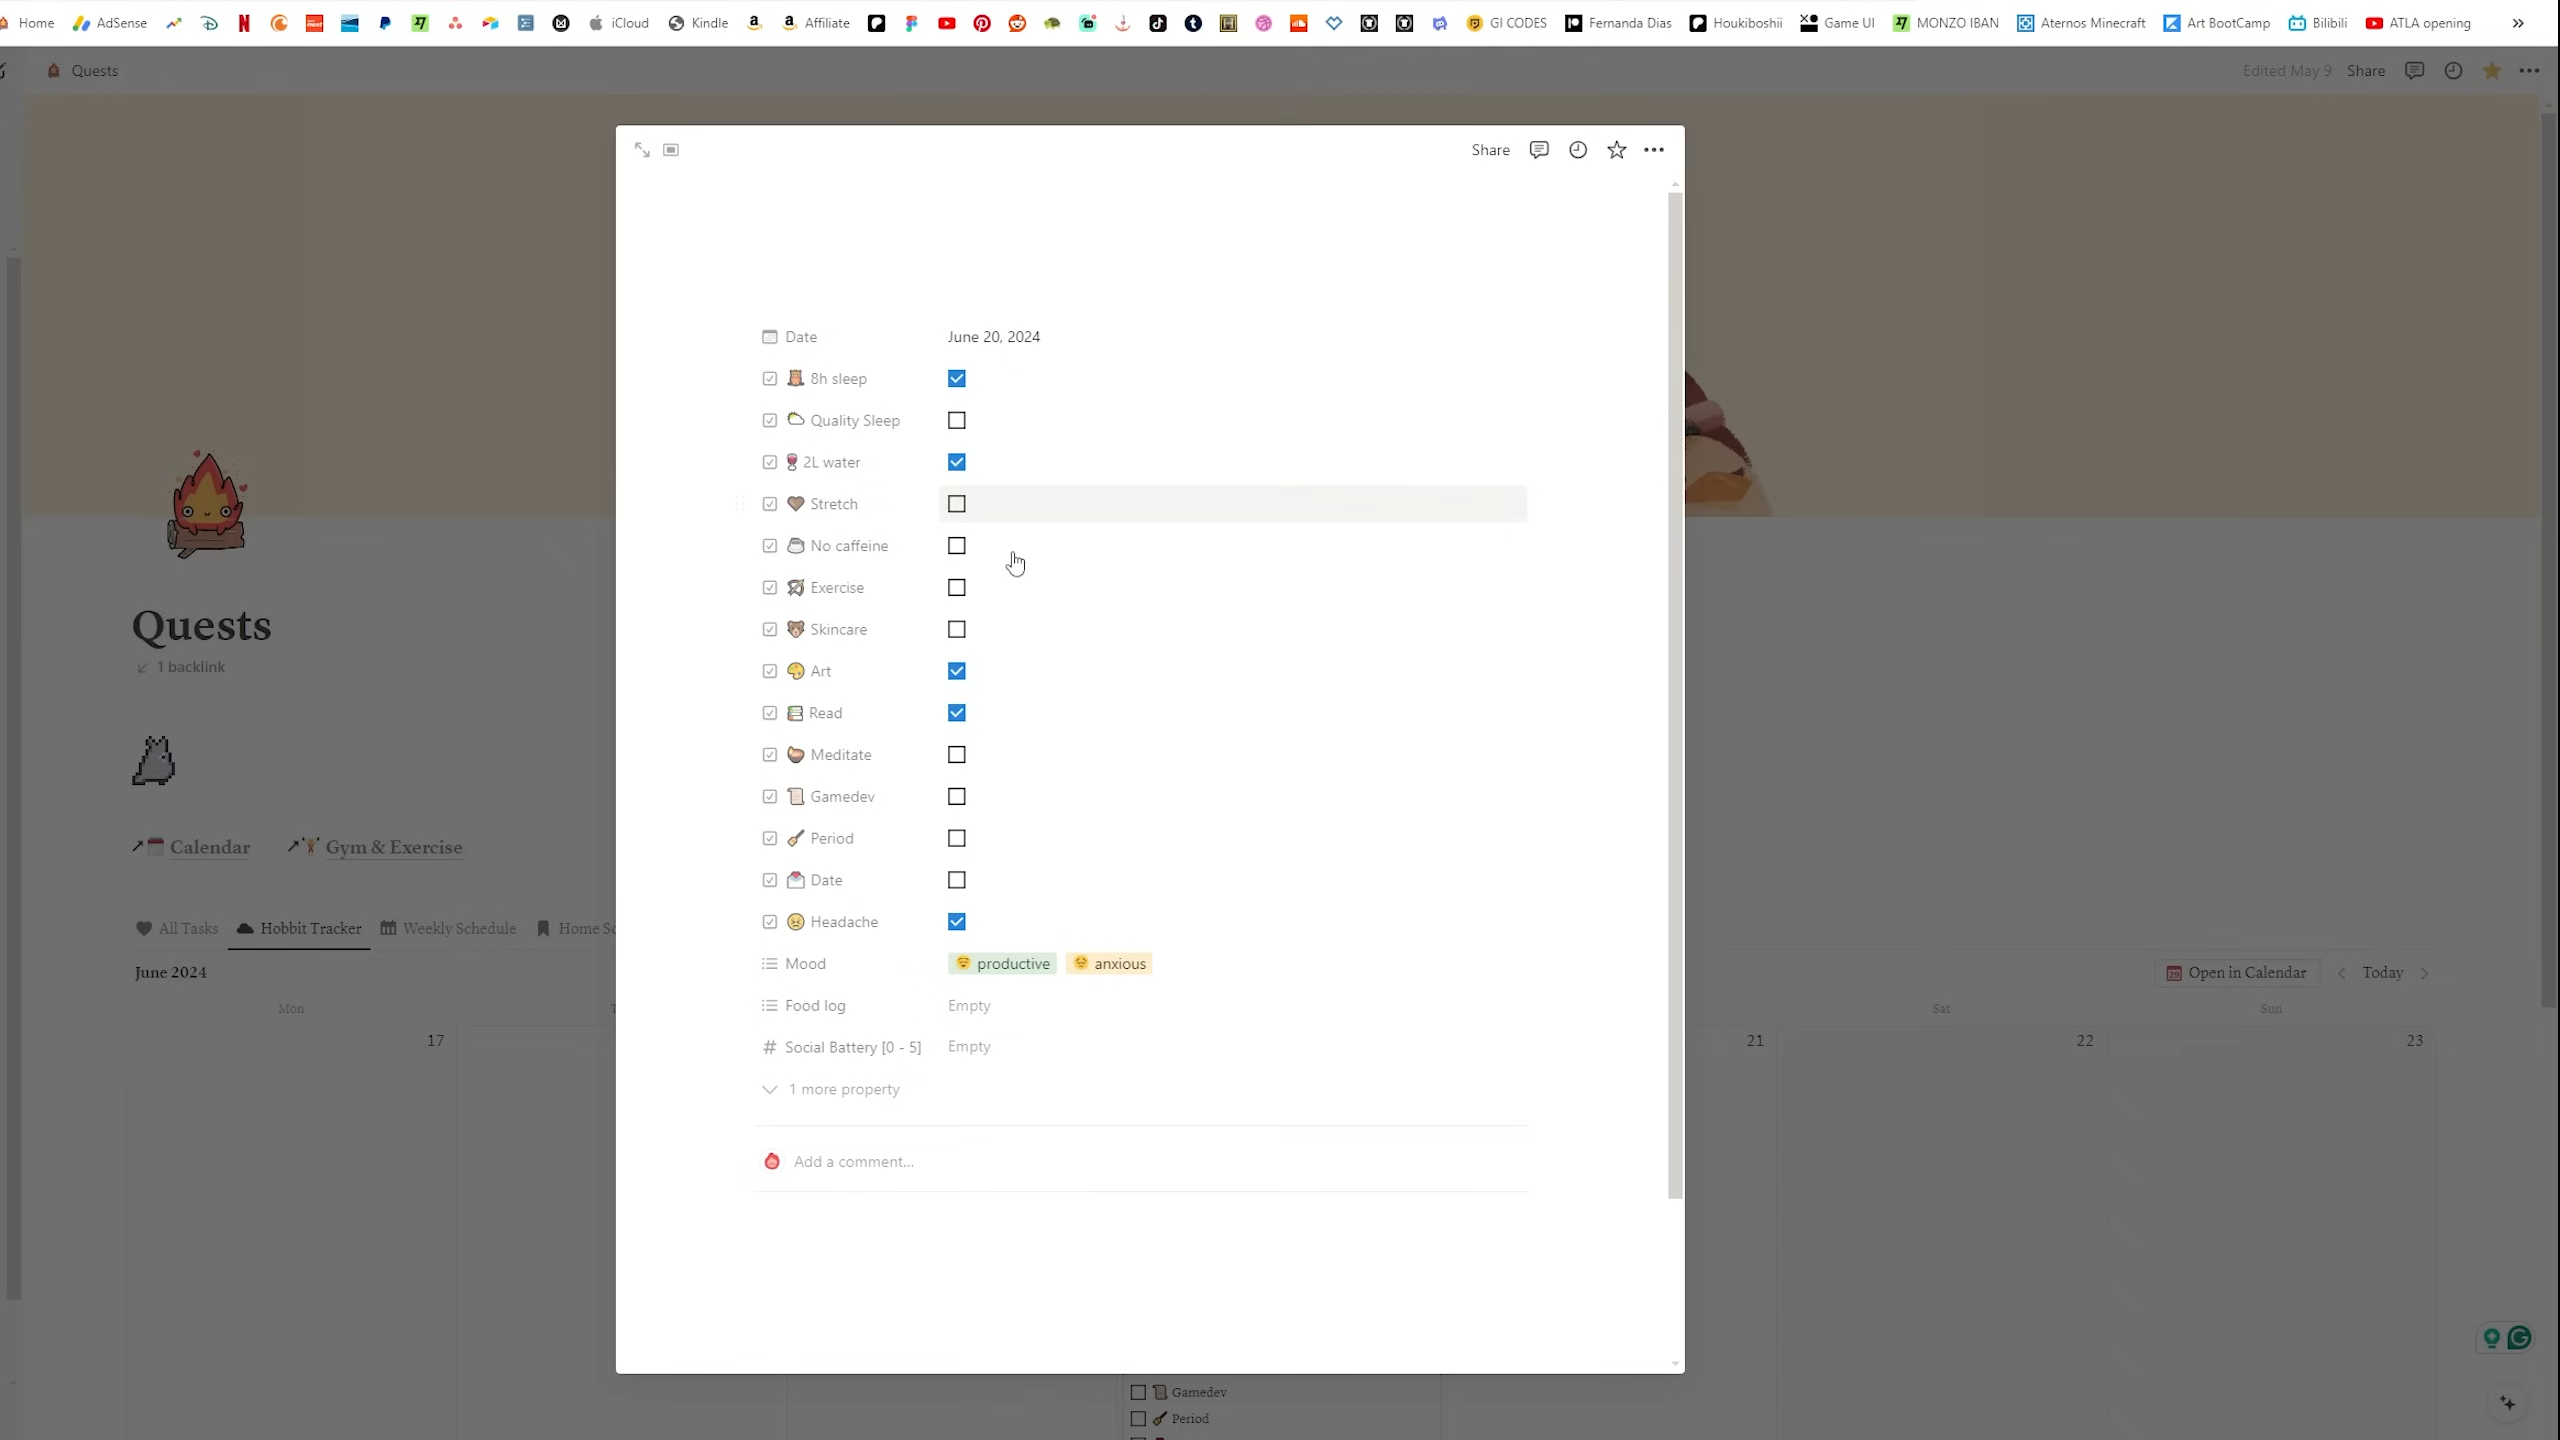 Home AdSense iCloud Kindle Affiliate GI CODES Fernanda Dias Houkiboshii Game UI MONZO IBAN Aternos Minecraft Art BootCamp Bilibili ATLA opening
Quests
Edited May 9 Share
Share
Date June 20, 2024
8h sleep
Quality Sleep
2L water
Stretch
No caffeine
Exercise
Skincare
Art
Read
Meditate
Gamedev
Period
Date
Headache
Mood productive anxious
Food log Empty
Social Battery [0 - 5] Empty
1 more property
Add a comment...
Quests
1 backlink
Calendar Gym & Exercise
All Tasks Hobbit Tracker Weekly Schedule Home
June 2024
Open in Calendar Today
Mon Sat Sun
17 21 22 23
Gamedev
Period